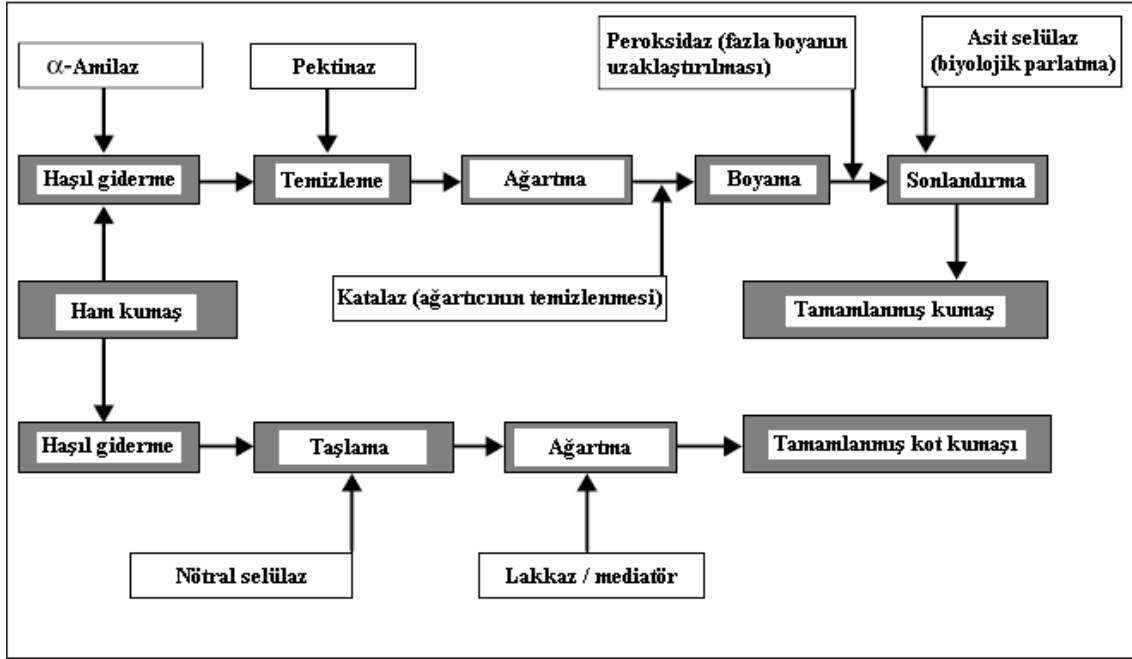 α-Amilaz
Pektinaz
Peroksidaz (fazla boyanın
uzaklaştırılması)
Asit selülaz
(biyolojik parlatma)
Haşıl giderme
Temizleme
Ağartma
Boyama
Sonlandırma
Katalaz (ağartıcının temizlenmesi)
Ham kumaş
Tamamlanmış kumaş
Haşıl giderme
Taşlama
Ağartma
Tamamlanmış kot kumaşı
Nötral selülaz
Lakkaz / mediatör